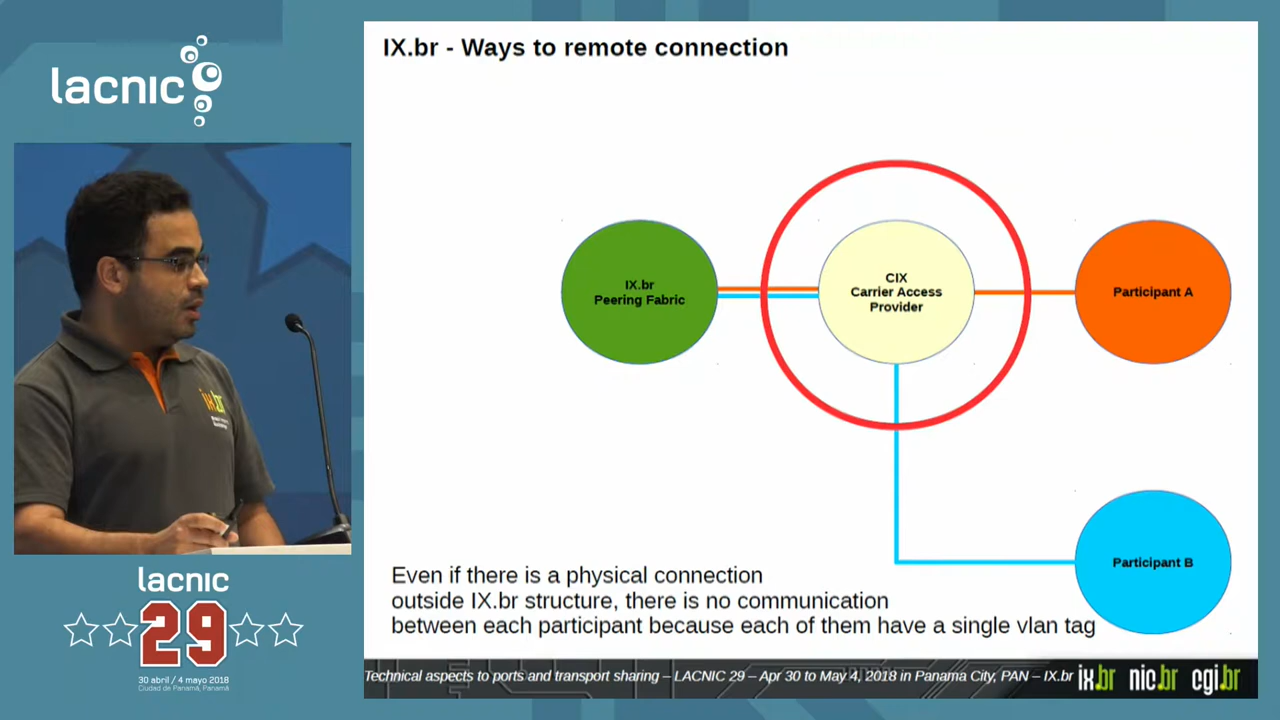 lacnic
IX.br - Ways to remote connection
IX.br
Peering Fabric
CIX
Carrier Access
Provider
Participant A
Participant B
Even if there is a physical connection
outside IX.br structure, there is no communication
between each participant because each of them have a single vlan tag
ix.br
lacnic
29
30 abril / 4 mayo 2018
Ciudad de Panamá, Panamá
Technical aspects to ports and transport sharing – LACNIC 29 – Apr 30 to May 4, 2018 in Panama City, PAN – IX.br
ix.br nic.br cgi.br